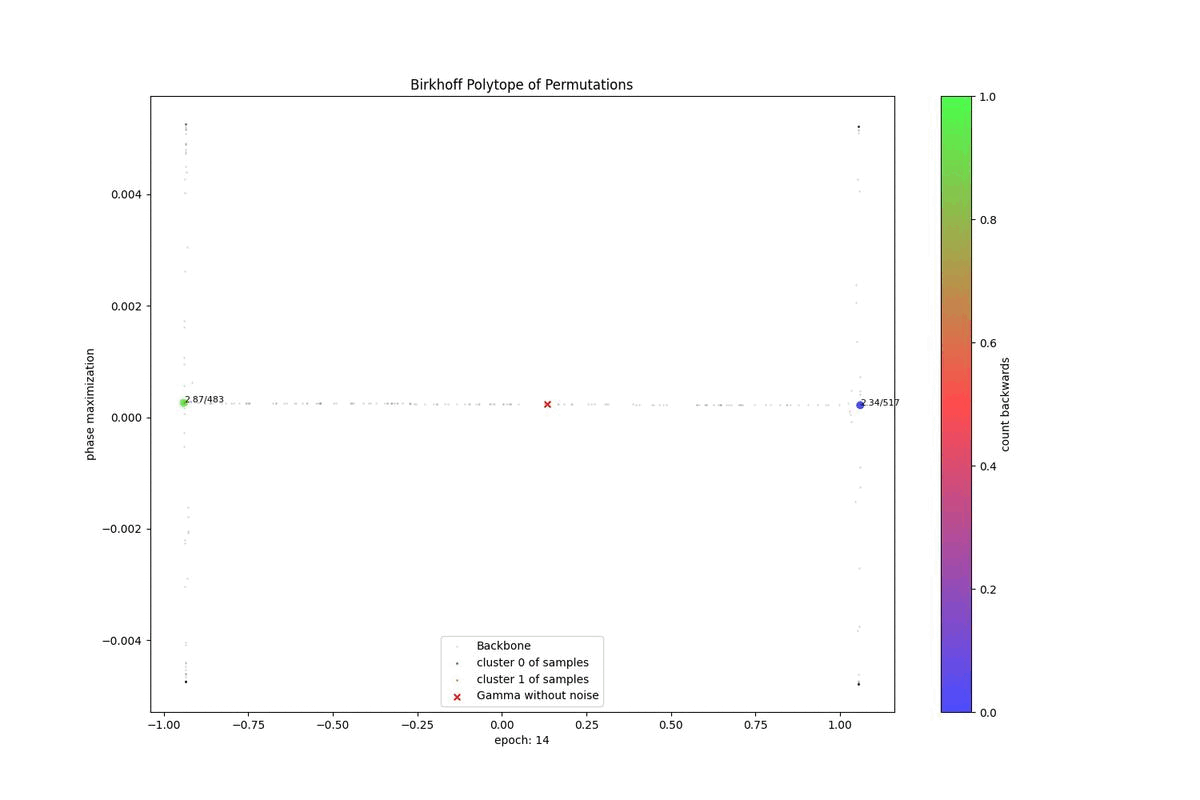 Birkhoff Polytope of Permutations
1.0
0.8
0.6
0.4
0.2
0.0
count backwards
0.004
0.002
0.000
−0.002
−0.004
phase maximization
2.87/483
2.34/517
Backbone
cluster 0 of samples
cluster 1 of samples
Gamma without noise
−1.00
−0.75
−0.50
−0.25
0.00
0.25
0.50
0.75
1.00
epoch: 14